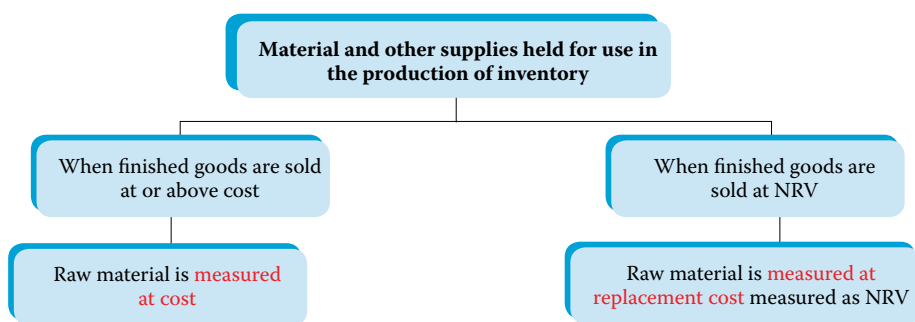 Material and other supplies held for use in
the production of inventory
When finished goods are sold
at or above cost
When finished goods are
sold at NRV
Raw material is measured
at cost
Raw material is measured at
replacement cost measured as NRV